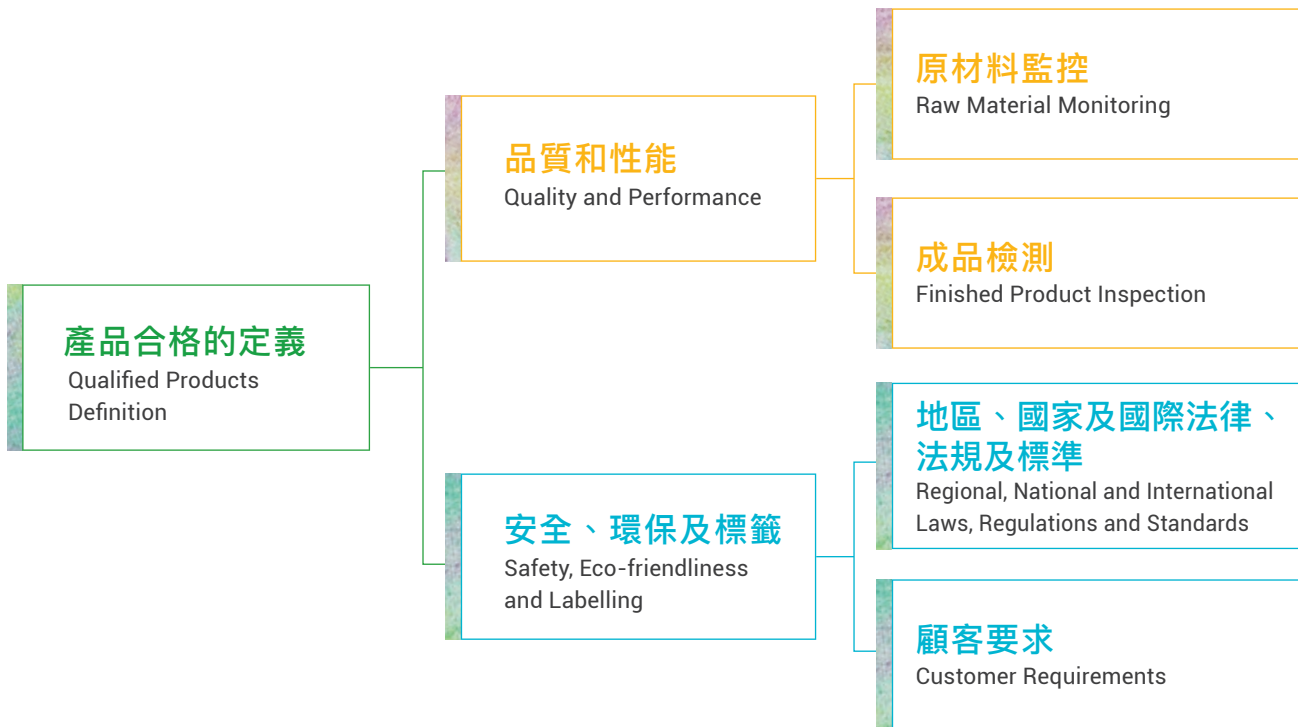 產品合格的定義
Qualified Products
Definition
品質和性能
Quality and Performance
原材料監控
Raw Material Monitoring
成品檢測
Finished Product Inspection
安全、環保及標籤
Safety, Eco-friendliness
and Labelling
地區、國家及國際法律、
法規及標準
Regional, National and International
Laws, Regulations and Standards
顧客要求
Customer Requirements